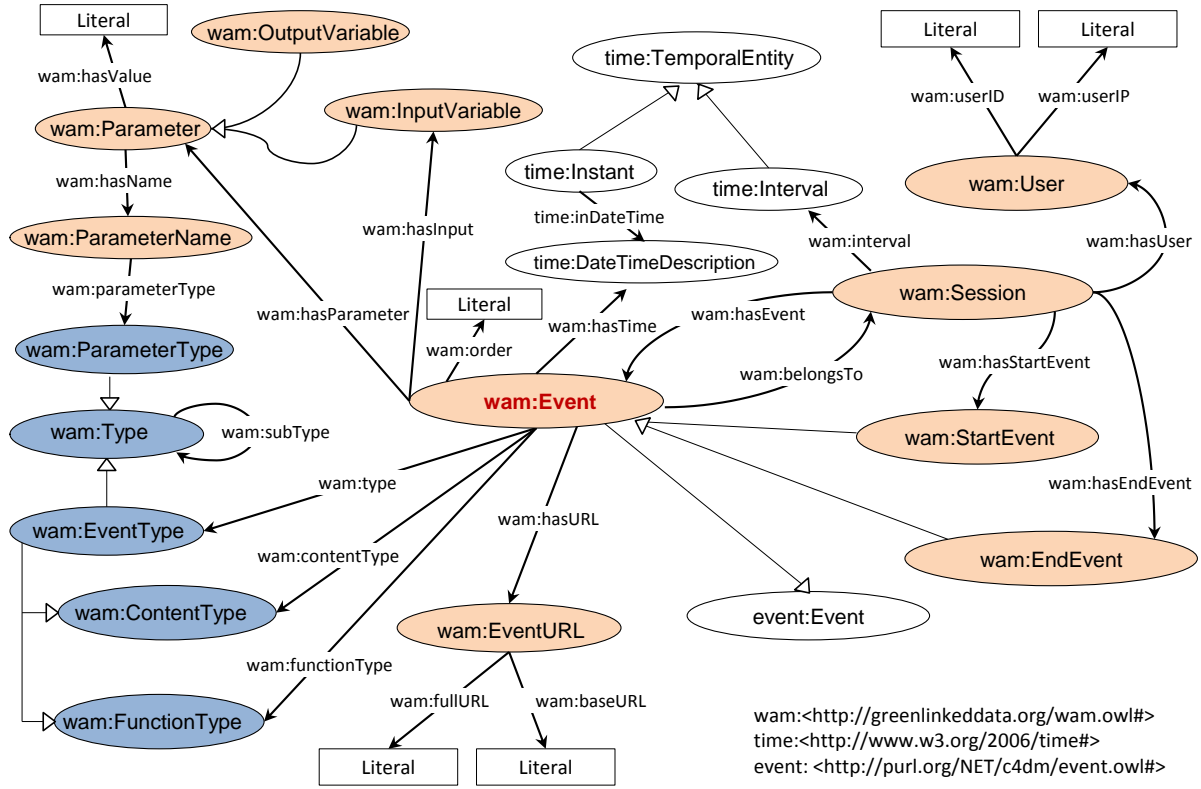 Literal
wam:OutputVariable
Literal
Literal
time:TemporalEntity
wam:hasValue
wam:userID
wam:userIP
wam:InputVariable
wam:Parameter
time:Instant
time:Interval
wam:User
wam:hasName
time:inDateTime
wam:hasInput
wam:ParameterName
wam:interval
wam:hasUser
time:DateTimeDescription
wam:parameterType
wam:Session
Literal
wam:hasParameter
wam:hasTime
wam:hasEvent
wam:order
wam:ParameterType
wam:hasStartEvent
wam:belongsTo
wam:Event
wam:Type
wam:subType
wam:StartEvent
wam:type
wam:hasEndEvent
wam:hasURL
wam:EventType
wam:contentType
wam:EndEvent
wam:ContentType
event:Event
wam:EventURL
wam:functionType
wam:fullURL
wam:baseURL
wam:FunctionType
wam:<http://greenlinkeddata.org/wam.owl#>
time:<http://www.w3.org/2006/time#>
event: <http://purl.org/NET/c4dm/event.owl#>
Literal
Literal